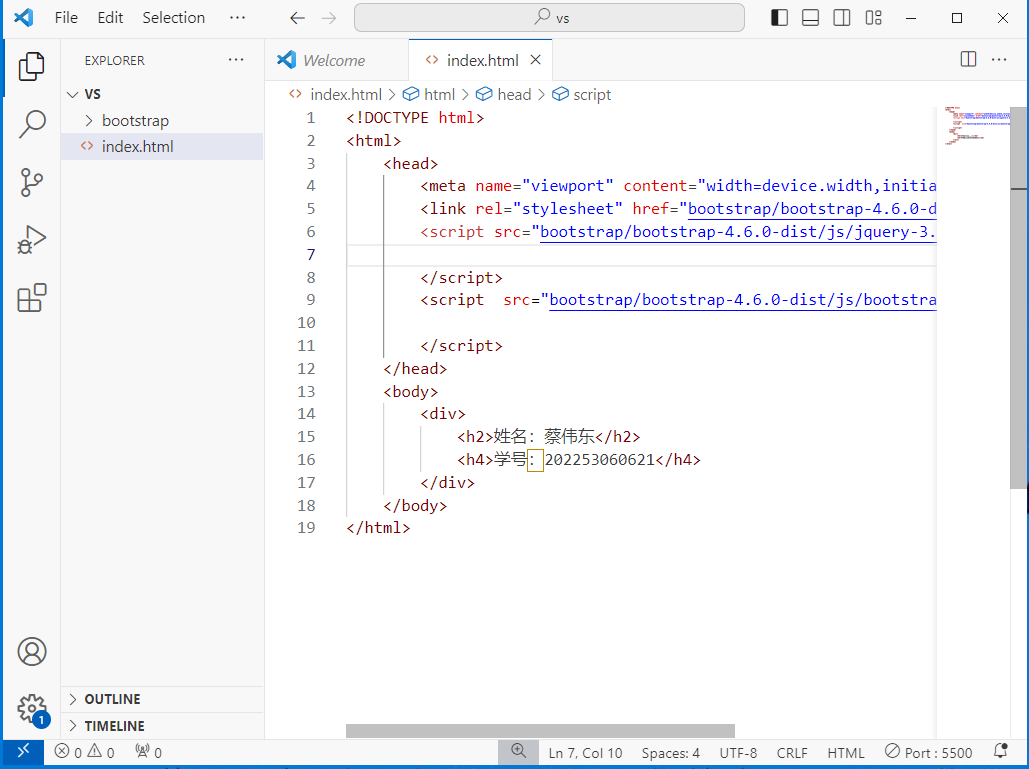 File Edit Selection ··· vs
EXPLORER ···
VS
bootstrap
index.html
Welcome
index.html
index.html > html > head > script
1 <!DOCTYPE html>
2 <html>
3 <head>
4 <meta name="viewport" content="width=device.width,initia
5 <link rel="stylesheet" href="bootstrap/bootstrap-4.6.0-d
6 <script src="bootstrap/bootstrap-4.6.0-dist/js/jquery-3.
7
8 </script>
9 <script  src="bootstrap/bootstrap-4.6.0-dist/js/bootstra
10
11 </script>
12 </head>
13 <body>
14 <div>
15 <h2>姓名：蔡伟东</h2>
16 <h4>学号：202253060621</h4>
17 </div>
18 </body>
19 </html>
OUTLINE
TIMELINE
1
0 0 0 Ln 7, Col 10 Spaces: 4 UTF-8 CRLF HTML Port : 5500